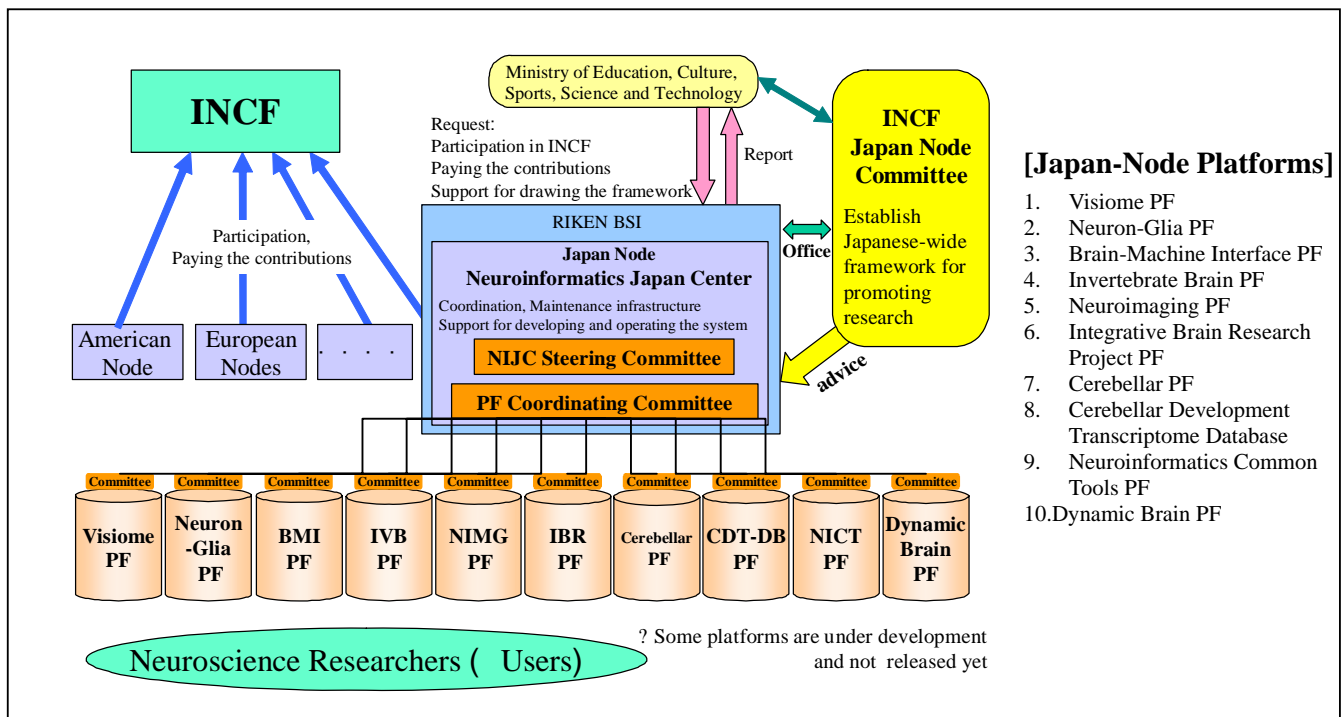 INCF
Ministry of Education, Culture,
Sports, Science and Technology
Request:
Participation in INCF
Paying the contributions
Support for drawing the framework
Report
INCF
Japan Node
Committee
Establish
Japanese-wide
framework for
promoting
research
Participation,
Paying the contributions
American
Node
European
Nodes
. . . .
RIKEN BSI
Japan Node
Neuroinformatics Japan Center
Coordination, Maintenance infrastructure
Support for developing and operating the system
NIJC Steering Committee
PF Coordinating Committee
Office
advice
[Japan-Node Platforms]
1. Visiome PF
2. Neuron-Glia PF
3. Brain-Machine Interface PF
4. Invertebrate Brain PF
5. Neuroimaging PF
6. Integrative Brain Research
Project PF
7. Cerebellar PF
8. Cerebellar Development
Transcriptome Database
9. Neuroinformatics Common
Tools PF
10.Dynamic Brain PF
Committee
Visiome
PF
Committee
Neuron
-Glia
PF
Committee
BMI
PF
Committee
IVB
PF
Committee
NIMG
PF
Committee
IBR
PF
Committee
Cerebellar
PF
Committee
CDT-DB
PF
Committee
NICT
PF
Committee
Dynamic
Brain
PF
Neuroscience Researchers ( Users)
? Some platforms are under development
and not released yet